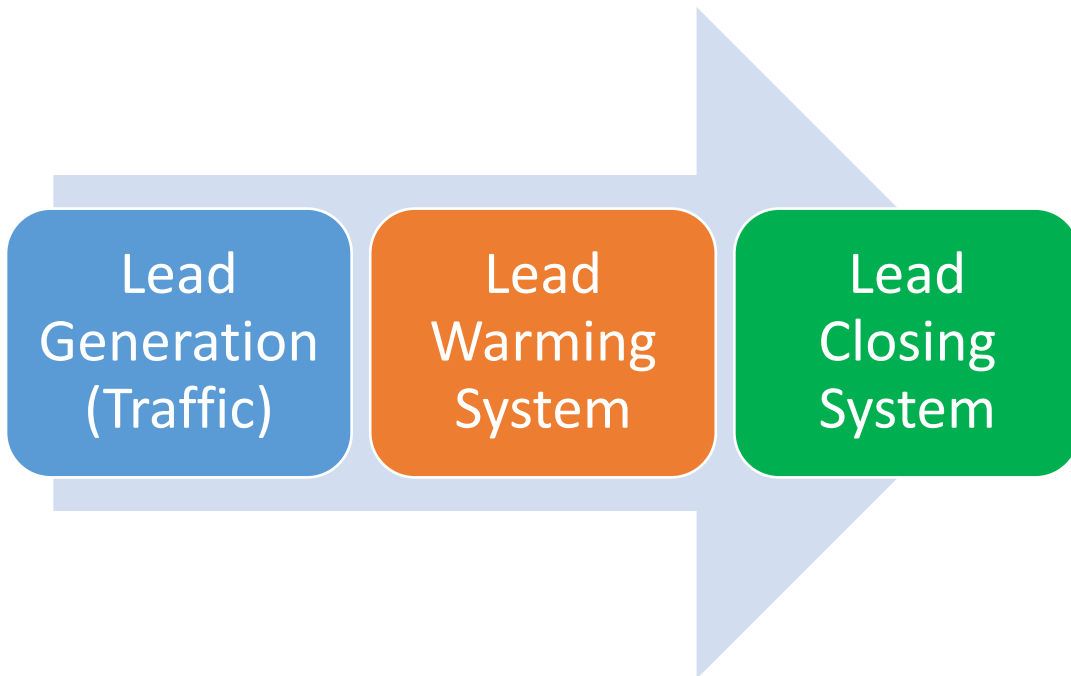 Lead
Generation
(Traffic)
Lead
Warming
System
Lead
Closing
System